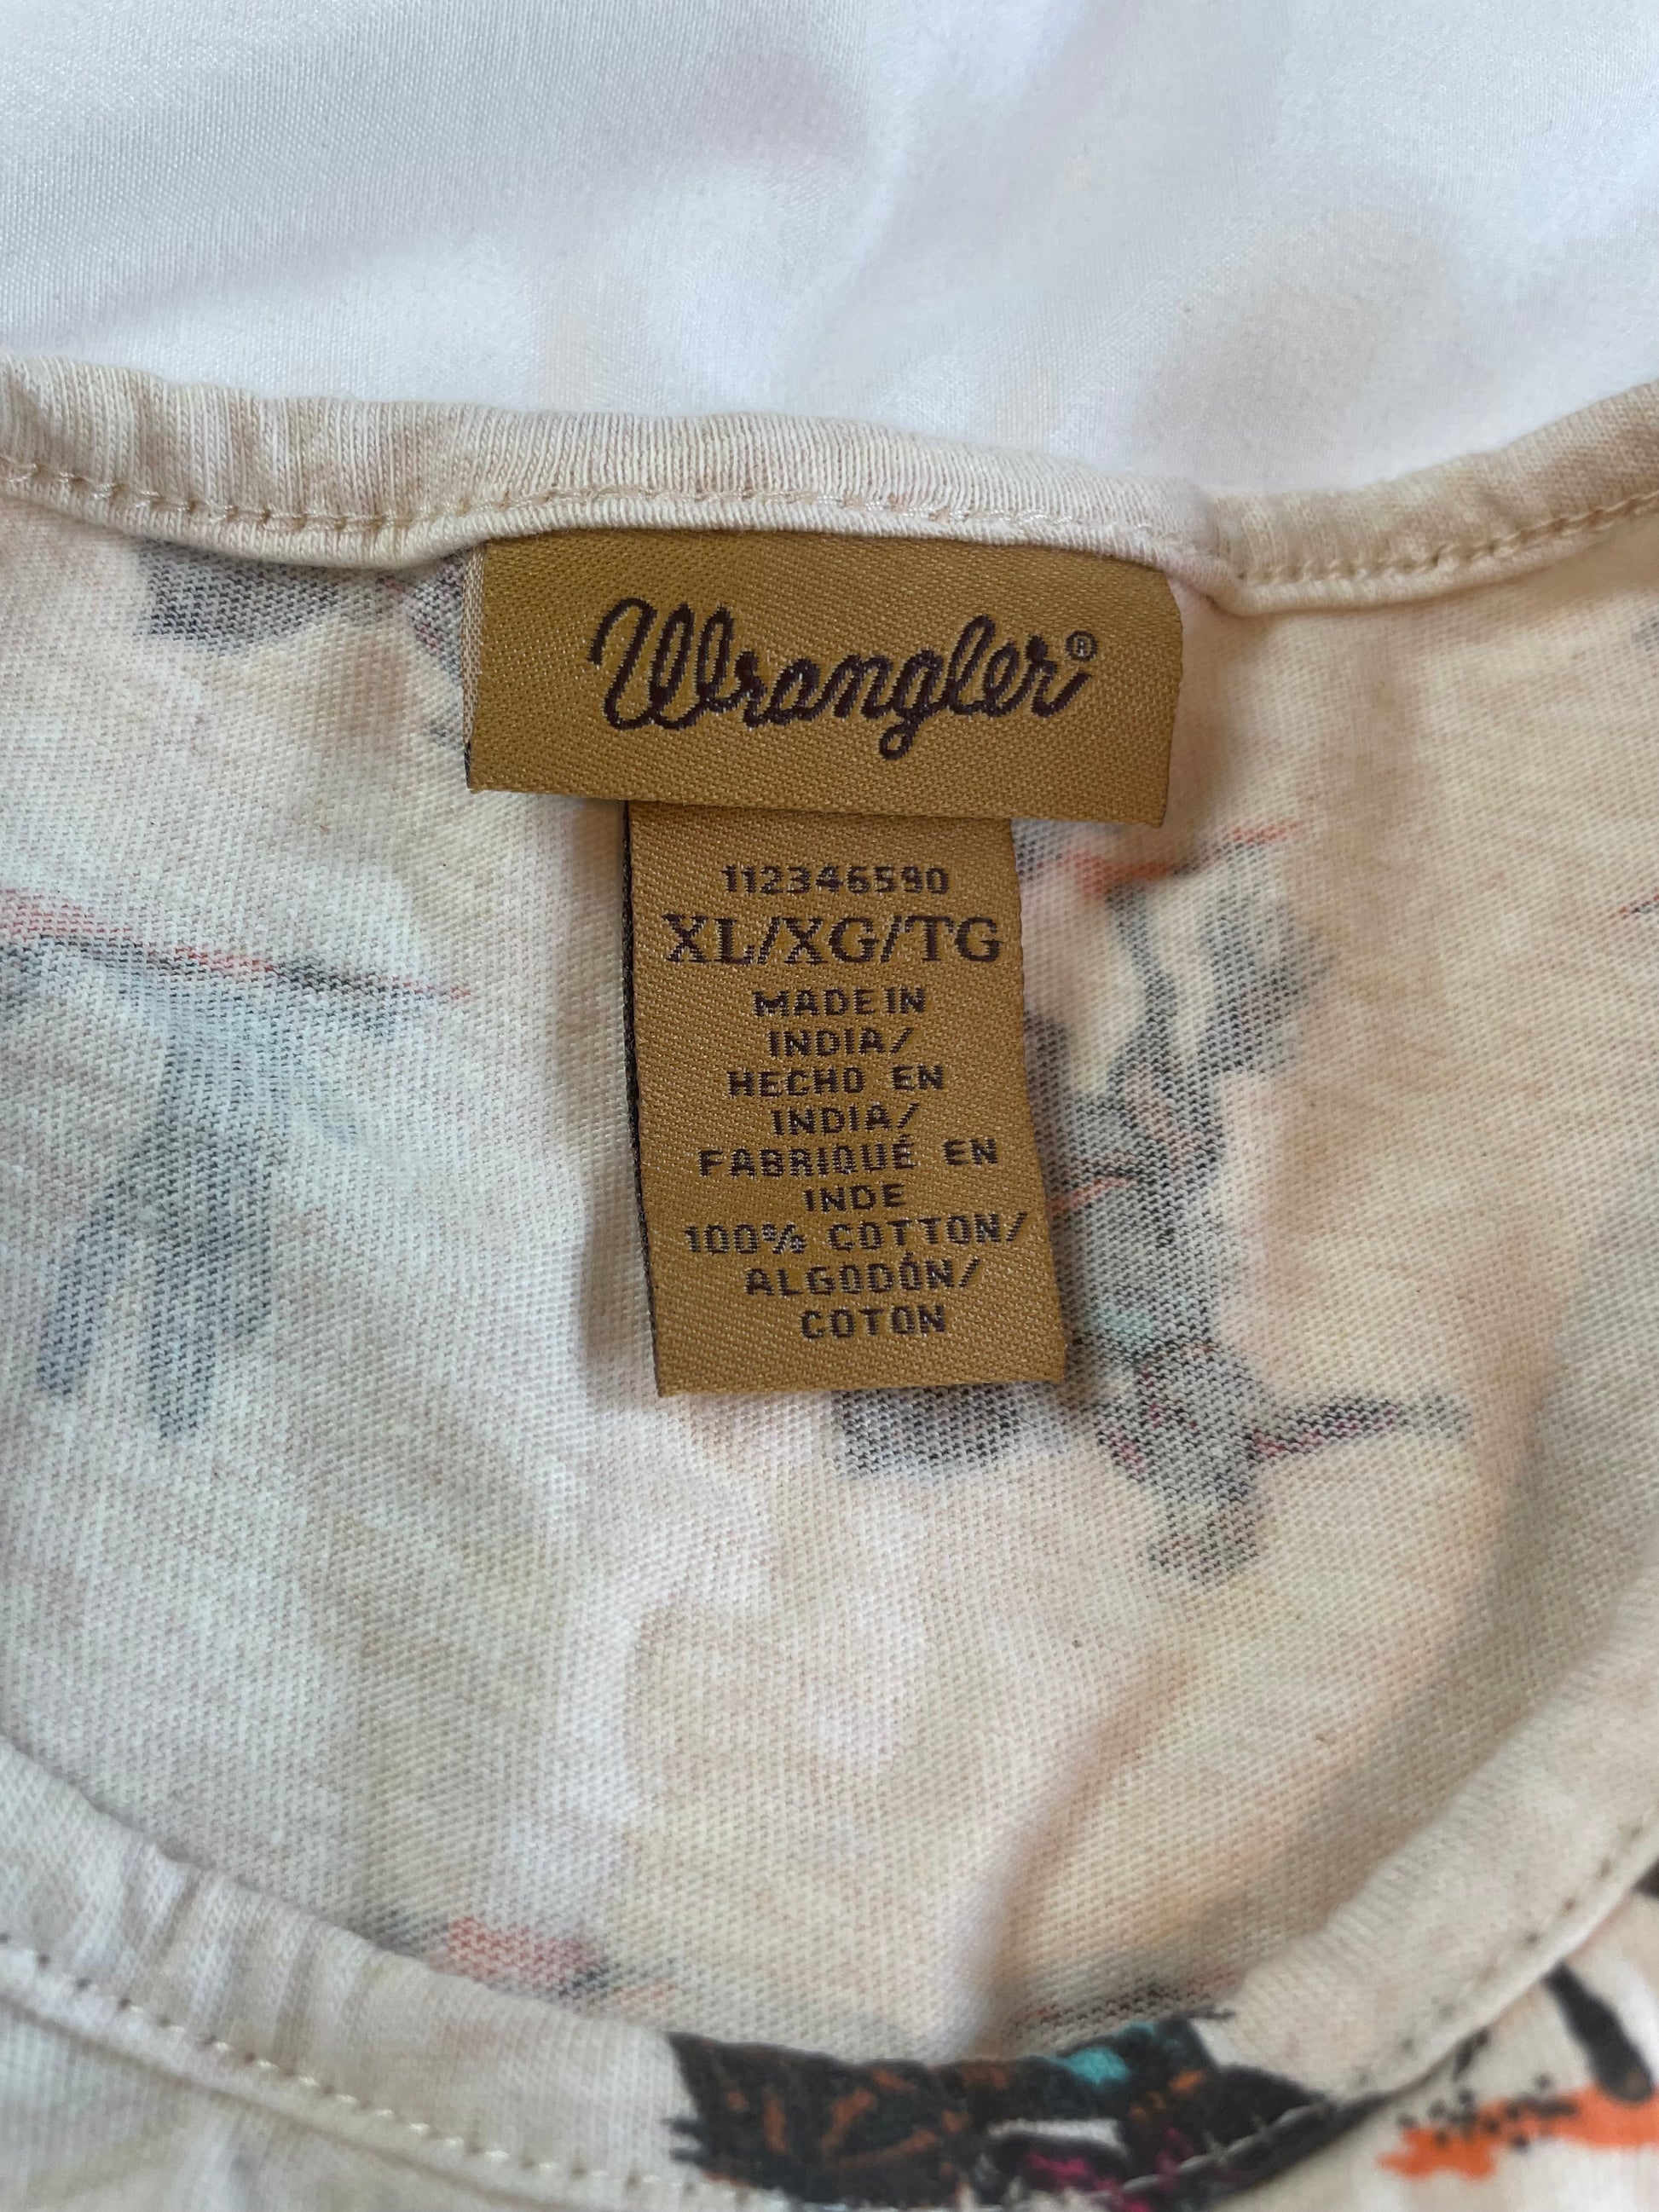 Wrangler®
112346590
XL/XG/TG
MADE IN
INDIA/
HECHO EN
INDIA/
FABRIQUÉ EN
INDE
100% COTTON/
ALGODÓN/
COTON